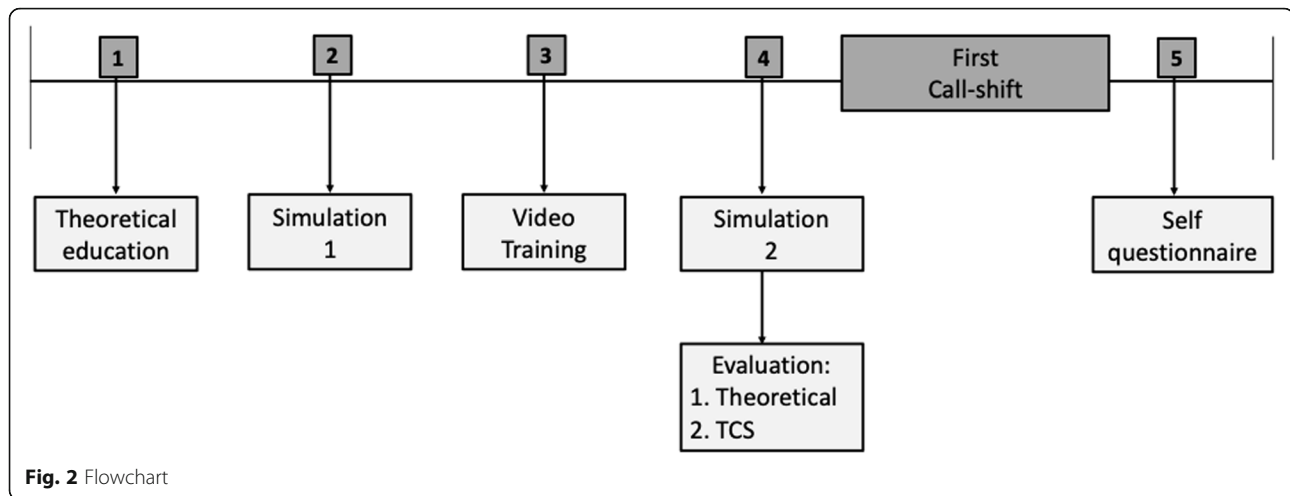 1
2
3
4
First
Call-shift
5
Theoretical
education
Simulation
1
Video
Training
Simulation
2
Self
questionnaire
Evaluation:
1. Theoretical
2. TCS
Fig. 2 Flowchart